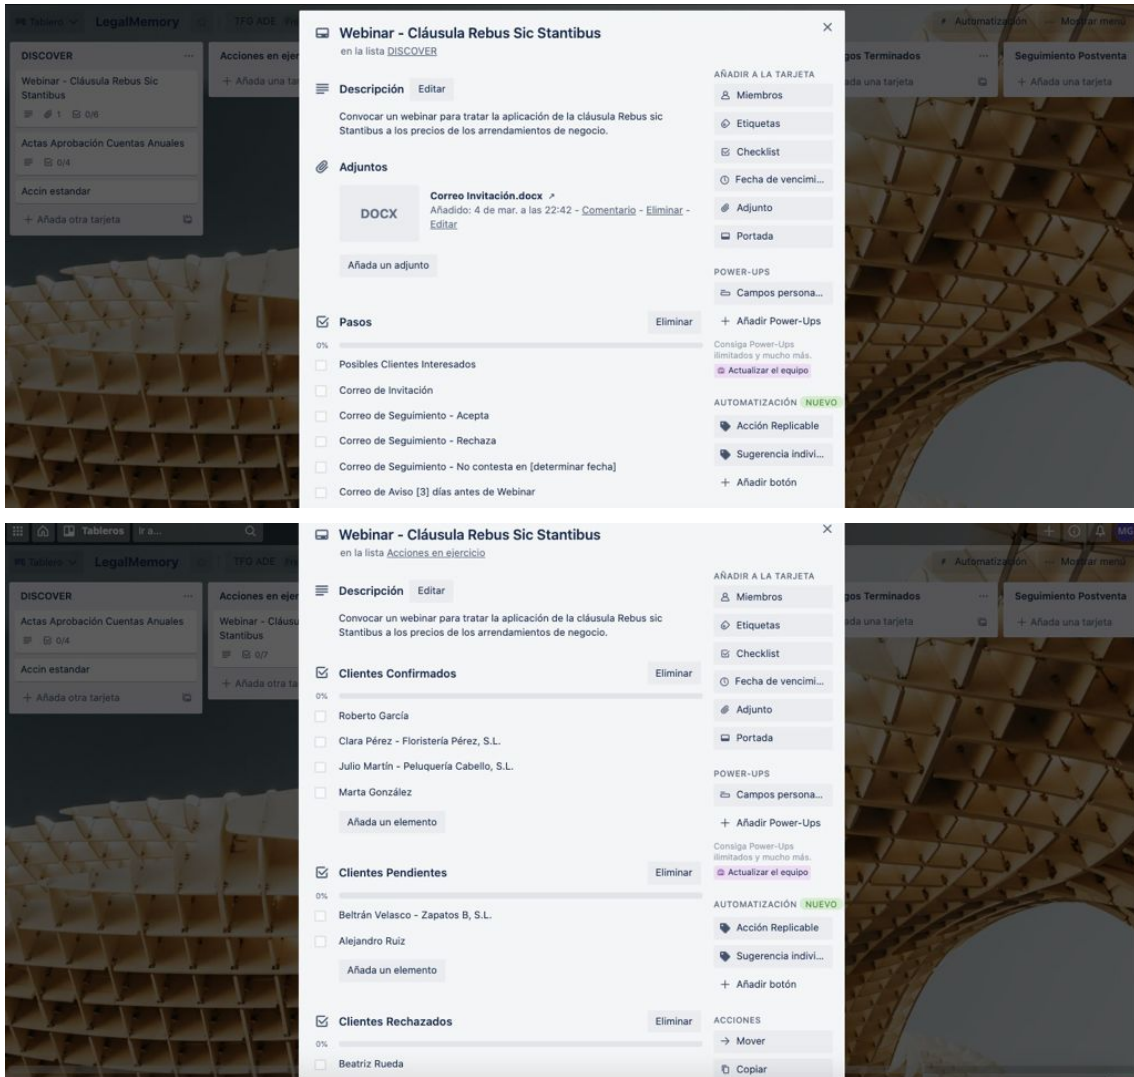 Tablero
LegalMemory
TFG ADE
Automatización
Mostrar menú
DISCOVER
Webinar - Cláusula Rebus Sic
Stantibus
1
0/6
Actas Aprobación Cuentas Anuales
0/4
Accin estandar
+ Añada otra tarjeta
Acciones en ejer
+ Añada una tar
Webinar - Cláusula Rebus Sic Stantibus
en la lista DISCOVER
Descripción
Editar
Convocar un webinar para tratar la aplicación de la cláusula Rebus sic
Stantibus a los precios de los arrendamientos de negocio.
Adjuntos
DOCX
Correo Invitación.docx ↗
Añadido: 4 de mar. a las 22:42 - Comentario - Eliminar -
Editar
Añada un adjunto
Pasos
Eliminar
0%
Posibles Clientes Interesados
Correo de Invitación
Correo de Seguimiento - Acepta
Correo de Seguimiento - Rechaza
Correo de Seguimiento - No contesta en [determinar fecha]
Correo de Aviso [3] días antes de Webinar
AÑADIR A LA TARJETA
Miembros
Etiquetas
Checklist
Fecha de vencimi...
Adjunto
Portada
POWER-UPS
Campos persona...
+ Añadir Power-Ups
Consiga Power-Ups
ilimitados y mucho más.
Actualizar el equipo
AUTOMATIZACIÓN NUEVO
Acción Replicable
Sugerencia indivi...
+ Añadir botón
gos Terminados
ada una tarjeta
Seguimiento Postventa
+ Añada una tarjeta
Tableros
Ir a...
MG
Tablero
LegalMemory
TFG ADE
Automatización
Mostrar menú
DISCOVER
Actas Aprobación Cuentas Anuales
0/4
Accin estandar
+ Añada otra tarjeta
Acciones en ejer
Webinar - Cláusu
Stantibus
0/7
+ Añada otra ta
Webinar - Cláusula Rebus Sic Stantibus
en la lista Acciones en ejercicio
Descripción
Editar
Convocar un webinar para tratar la aplicación de la cláusula Rebus sic
Stantibus a los precios de los arrendamientos de negocio.
Clientes Confirmados
Eliminar
0%
Roberto García
Clara Pérez - Floristería Pérez, S.L.
Julio Martín - Peluquería Cabello, S.L.
Marta González
Añada un elemento
Clientes Pendientes
Eliminar
0%
Beltrán Velasco - Zapatos B, S.L.
Alejandro Ruiz
Añada un elemento
Clientes Rechazados
Eliminar
0%
Beatriz Rueda
AÑADIR A LA TARJETA
Miembros
Etiquetas
Checklist
Fecha de vencimi...
Adjunto
Portada
POWER-UPS
Campos persona...
+ Añadir Power-Ups
Consiga Power-Ups
ilimitados y mucho más.
Actualizar el equipo
AUTOMATIZACIÓN NUEVO
Acción Replicable
Sugerencia indivi...
+ Añadir botón
ACCIONES
→ Mover
Copiar
gos Terminados
ada una tarjeta
Seguimiento Postventa
+ Añada una tarjeta